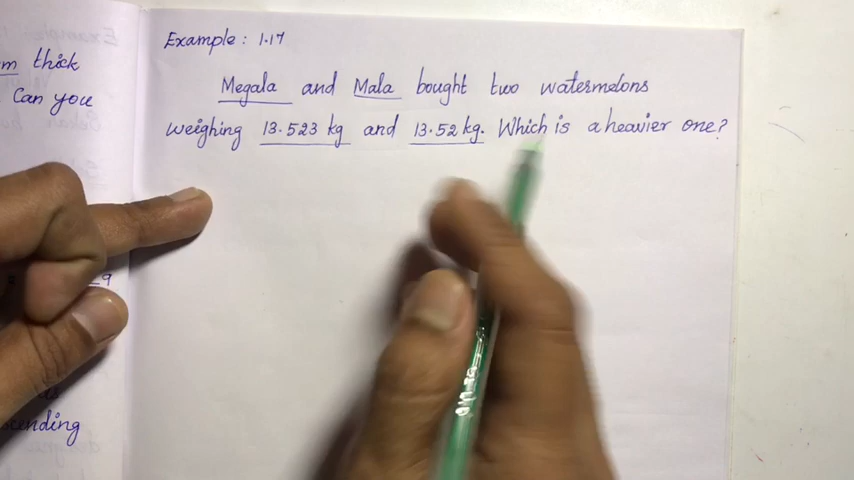 Example : 1.17
m thick
Can you
Megala and Mala bought two watermelons
weighing 13.523 kg and 13.52 kg. Which is a heavier one?
9